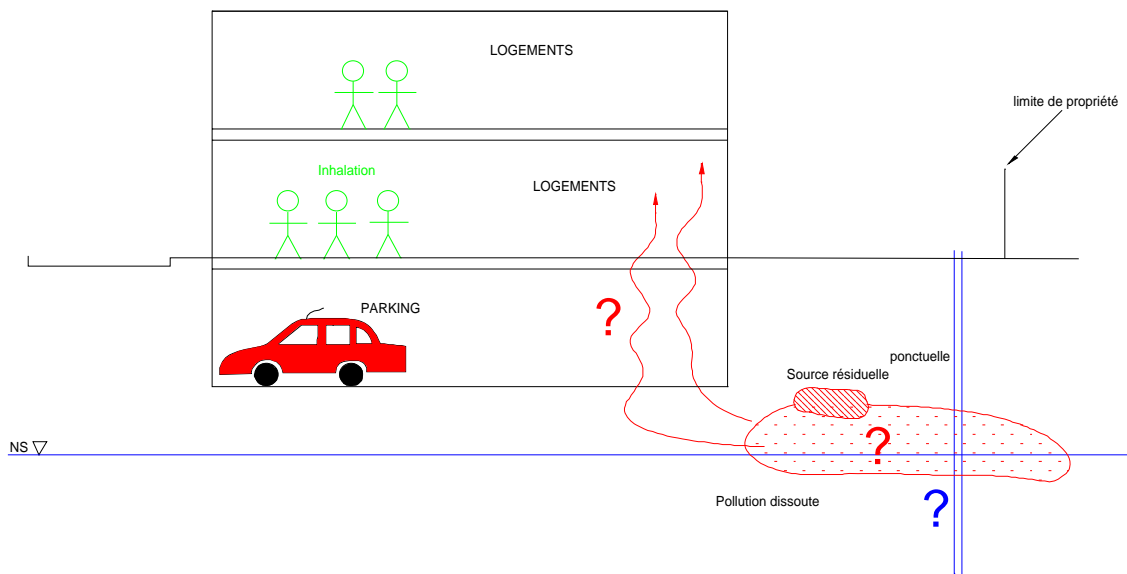 LOGEMENTS
limite de propriété
Inhalation
LOGEMENTS
PARKING
?
ponctuelle
Source résiduelle
?
NS
Pollution dissoute
?